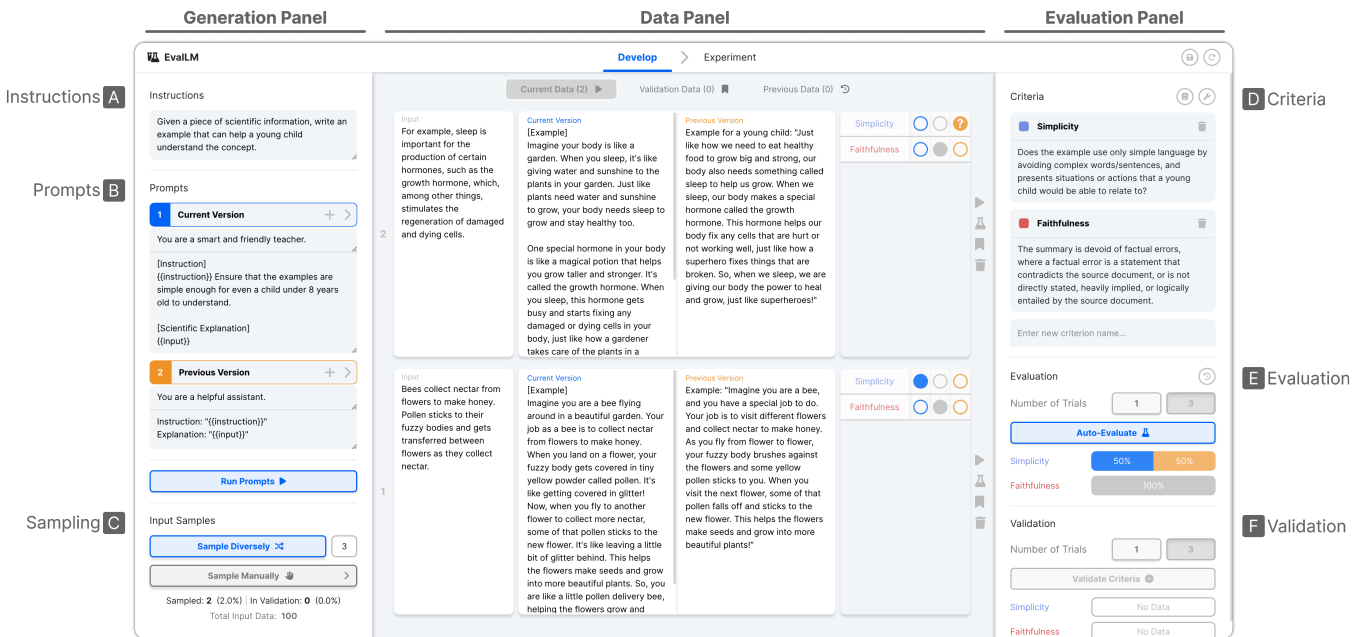 Generation Panel
Data Panel
Evaluation Panel
EvalLM
Develop
Experiment
Instructions A
Instructions
Given a piece of scientific information, write an
example that can help a young child
understand the concept.
Prompts B
Prompts
1 Current Version
You are a smart and friendly teacher.
[Instruction]
{{instruction}} Ensure that the examples are
simple enough for even a child under 8 years
old to understand.
[Scientific Explanation]
{{input}}
2 Previous Version
You are a helpful assistant.
Instruction: "{{instruction}}"
Explanation: "{{input}}"
Run Prompts
Sampling C
Input Samples
Sample Diversely 3
Sample Manually
Sampled: 2 (2.0%) | In Validation: 0 (0.0%)
Total Input Data: 100
Current Data (2)
Validation Data (0)
Previous Data (0)
2
Input
For example, sleep is
important for the
production of certain
hormones, such as the
growth hormone, which,
among other things,
stimulates the
regeneration of damaged
and dying cells.
Current Version
[Example]
Imagine your body is like a
garden. When you sleep, it's like
giving water and sunshine to the
plants in your garden. Just like
plants need water and sunshine
to grow, your body needs sleep to
grow and stay healthy too.
One special hormone in your body
is like a magical potion that helps
you grow taller and stronger. It's
called the growth hormone. When
you sleep, this hormone gets
busy and starts fixing any
damaged or dying cells in your
body, just like how a gardener
takes care of the plants in a
Previous Version
Example for a young child: "Just
like how we need to eat healthy
food to grow big and strong, our
body also needs something called
sleep to help us grow. When we
sleep, our body makes a special
hormone called the growth
hormone. This hormone helps our
body fix any cells that are hurt or
not working well, just like how a
superhero fixes things that are
broken. So, when we sleep, we are
giving our body the power to heal
and grow, just like superheroes!"
Simplicity ?
Faithfulness
1
Input
Bees collect nectar from
flowers to make honey.
Pollen sticks to their
fuzzy bodies and gets
transferred between
flowers as they collect
nectar.
Current Version
[Example]
Imagine you are a bee flying
around in a beautiful garden. Your
job as a bee is to collect nectar
from flowers to make honey.
When you land on a flower, your
fuzzy body gets covered in tiny
yellow powder called pollen. It's
like getting covered in glitter!
Now, when you fly to another
flower to collect more nectar,
some of that pollen sticks to the
new flower. It's like leaving a little
bit of glitter behind. This helps
the flowers make seeds and grow
into more beautiful plants. So, you
are like a little pollen delivery bee,
helping the flowers grow and
Previous Version
Example: "Imagine you are a bee,
and you have a special job to do.
Your job is to visit different flowers
and collect nectar to make honey.
As you fly from flower to flower,
your fuzzy body brushes against
the flowers and some yellow
pollen sticks to you. When you
visit the next flower, some of that
pollen falls off and sticks to the
new flower. This helps the flowers
make seeds and grow into more
beautiful plants!"
Simplicity
Faithfulness
D Criteria
Criteria
Simplicity
Does the example use only simple language by
avoiding complex words/sentences, and
presents situations or actions that a young
child would be able to relate to?
Faithfulness
The summary is devoid of factual errors,
where a factual error is a statement that
contradicts the source document, or is not
directly stated, heavily implied, or logically
entailed by the source document.
Enter new criterion name...
E Evaluation
Evaluation
Number of Trials 1 3
Auto-Evaluate
Simplicity 50% 50%
Faithfulness 100%
F Validation
Validation
Number of Trials 1 3
Validate Criteria
Simplicity No Data
Faithfulness No Data